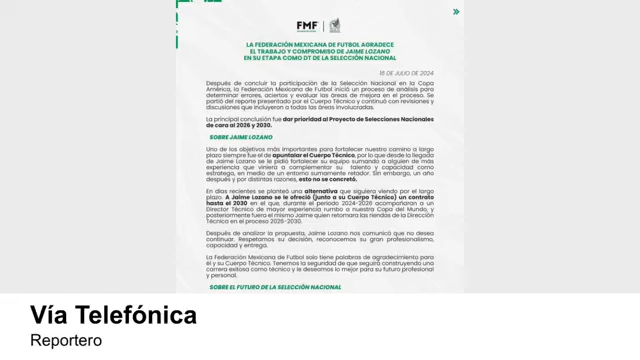 FMF
LA FEDERACIÓN MEXICANA DE FUTBOL AGRADECE
EL TRABAJO Y COMPROMISO DE JAIME LOZANO
EN SU ETAPA COMO DT DE LA SELECCIÓN NACIONAL
16 DE JULIO DE 2024
Después de concluir la participación de la Selección Nacional en la Copa
América, la Federación Mexicana de Futbol inició un proceso de análisis para
determinar errores, aciertos y evaluar las áreas de mejora en el proceso. Se
partió del reporte presentado por el Cuerpo Técnico y continuó con revisiones y
discusiones que incluyeron a todas las áreas involucradas.
La principal conclusión fue dar prioridad al Proyecto de Selecciones Nacionales
de cara al 2026 y 2030.
SOBRE JAIME LOZANO
Uno de los objetivos más importantes para fortalecer nuestro camino a largo
plazo siempre fue el de apuntalar el Cuerpo Técnico, por lo que desde la llegada
de Jaime Lozano se le pidió fortalecer su equipo sumando a alguien de más
experiencia que viniera a complementar su talento y capacidad como
estratega, en medio de un entorno sumamente retador. Sin embargo, un año
después y por distintas razones, esto no se concretó.
En días recientes se planteó una alternativa que siguiera viendo por el largo
plazo. A Jaime Lozano se le ofreció (junto a su Cuerpo Técnico) un contrato
hasta el 2030 en el que, durante el periodo 2024-2026 acompañaran a un
Director Técnico de mayor experiencia rumbo a nuestra Copa del Mundo, y
posteriormente fuera el mismo Jaime quien retomara las riendas de la Dirección
Técnica en el proceso 2026-2030.
Después de analizar la propuesta, Jaime Lozano nos comunicó que no desea
continuar. Respetamos su decisión, reconocemos su gran profesionalismo,
capacidad y entrega.
La Federación Mexicana de Futbol solo tiene palabras de agradecimiento para
él y su Cuerpo Técnico. Tenemos la seguridad de que seguirá construyendo una
carrera exitosa como técnico y le deseamos lo mejor para su futuro profesional
y personal.
SOBRE EL FUTURO DE LA SELECCIÓN NACIONAL
Vía Telefónica
Reportero